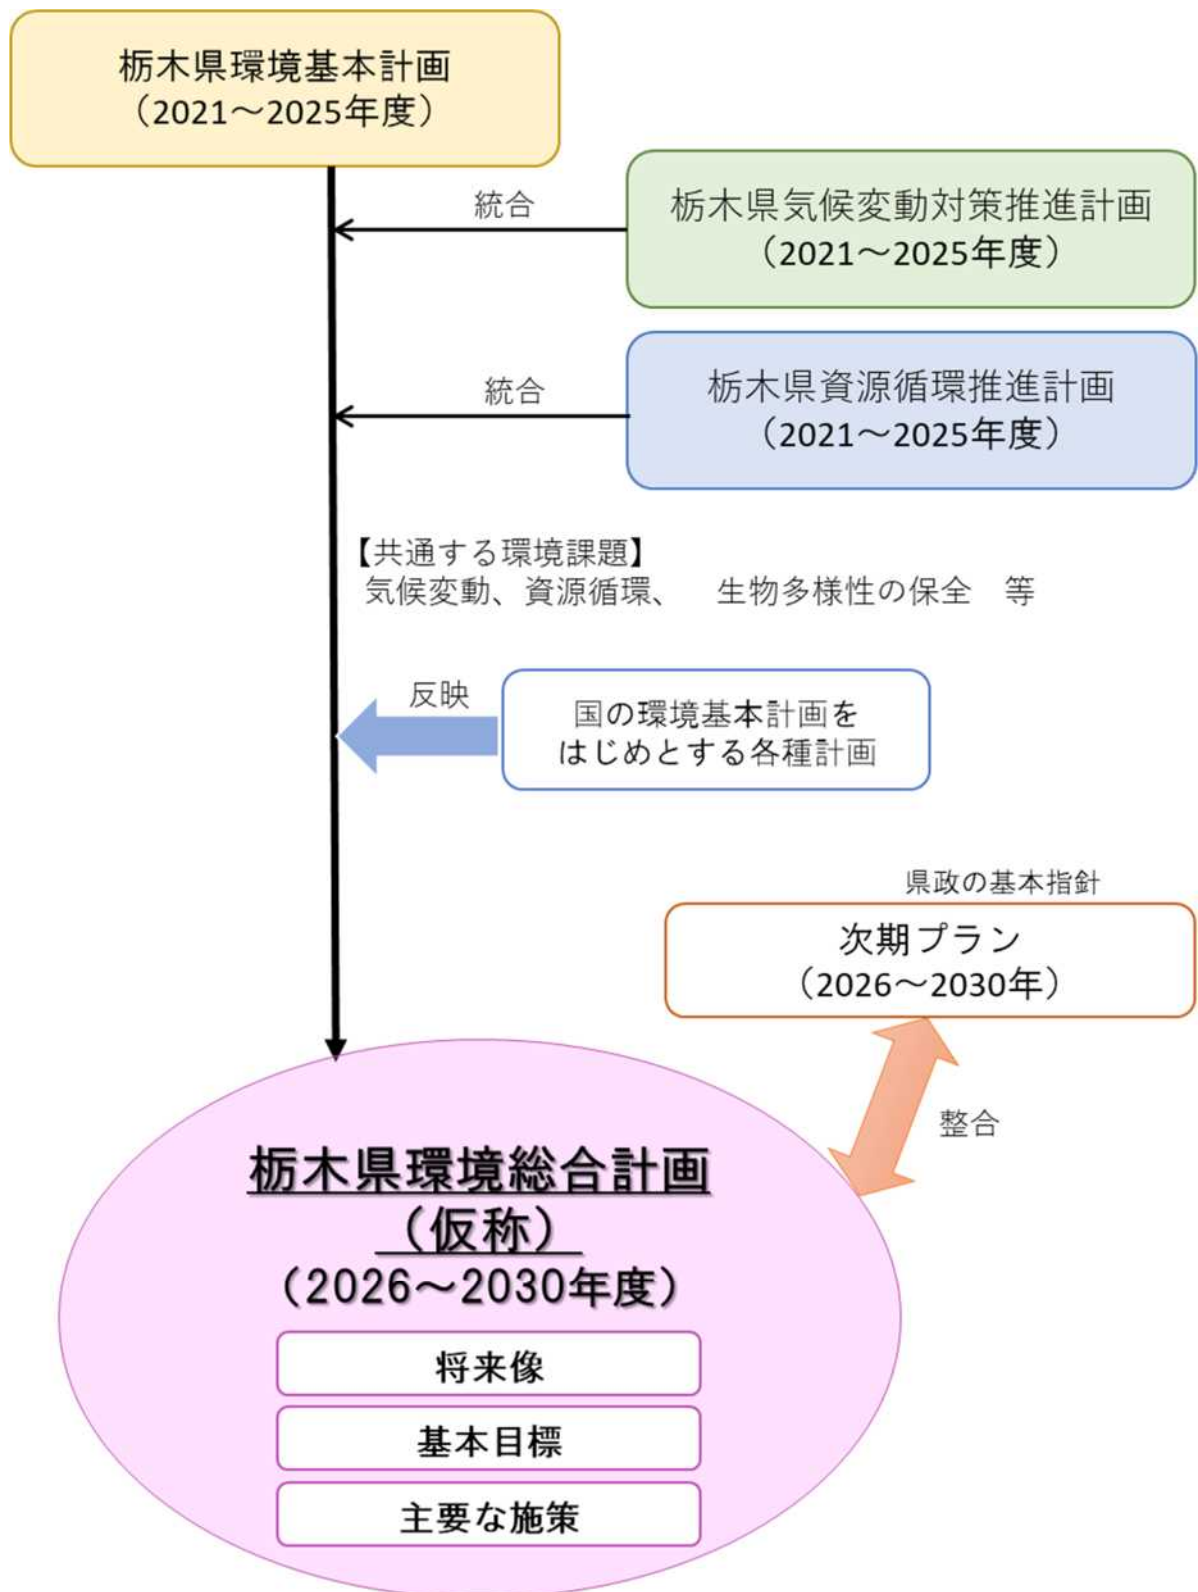 栃木県環境基本計画
（2021～2025年度）
統合
栃木県気候変動対策推進計画
（2021～2025年度）
統合
栃木県資源循環推進計画
（2021～2025年度）
【共通する環境課題】
気候変動、資源循環、　生物多様性の保全　等
反映
国の環境基本計画を
はじめとする各種計画
県政の基本指針
次期プラン
（2026～2030年）
整合
栃木県環境総合計画
（仮称）
（2026～2030年度）
将来像
基本目標
主要な施策